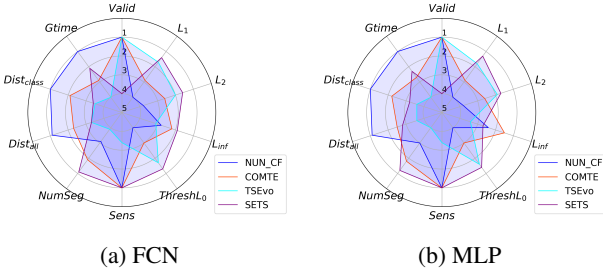 Valid
L1
L2
Linf
ThreshL0
Sens
NumSeg
Distall
Distclass
Gtime
1
2
3
4
5
NUN_CF
COMTE
TSEvo
SETS
(a) FCN
Valid
L1
L2
Linf
ThreshL0
Sens
NumSeg
Distall
Distclass
Gtime
1
2
3
4
5
NUN_CF
COMTE
TSEvo
SETS
(b) MLP